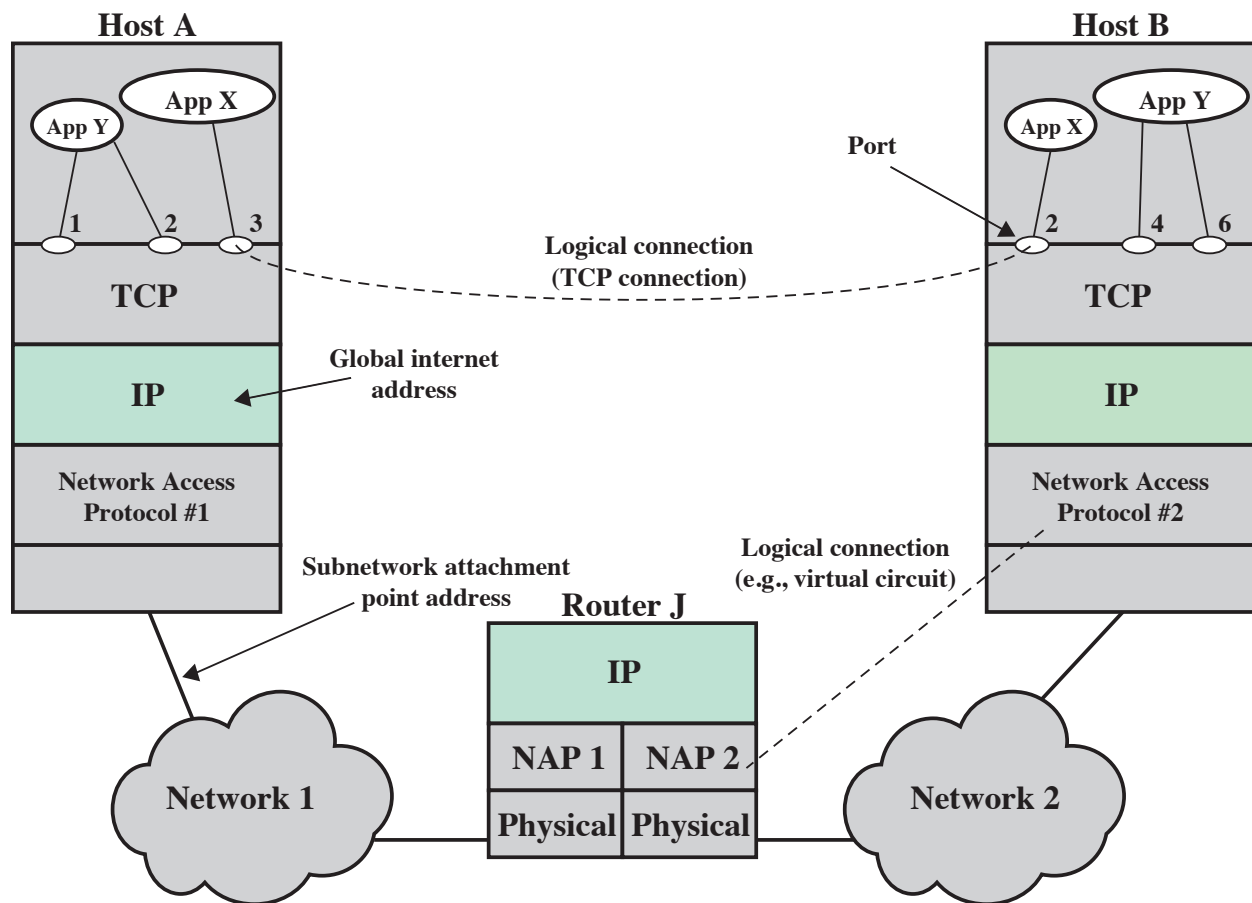 Host A
Host B
App X
App Y
App Y
App X
Port
1
2
3
2
4
6
Logical connection
(TCP connection)
TCP
TCP
Global internet
address
IP
IP
Network Access
Protocol #1
Network Access
Protocol #2
Logical connection
(e.g., virtual circuit)
Subnetwork attachment
point address
Router J
IP
NAP 1
NAP 2
Network 1
Network 2
Physical
Physical